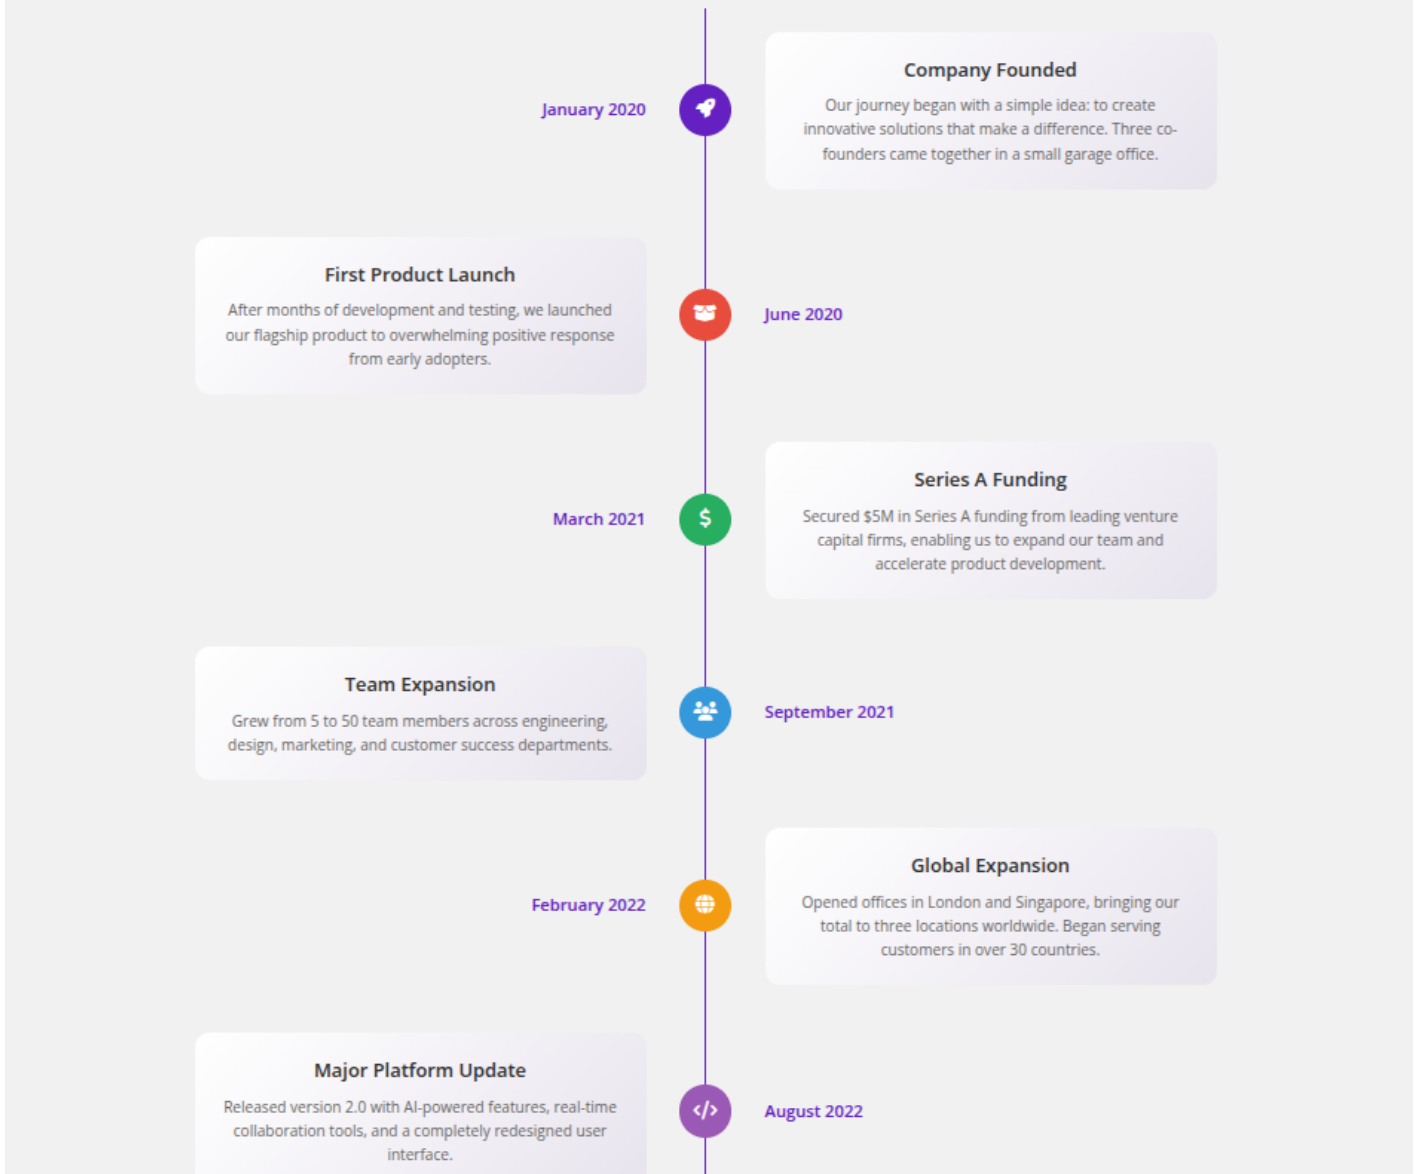 January 2020
Company Founded
Our journey began with a simple idea: to create
innovative solutions that make a difference. Three co-
founders came together in a small garage office.
First Product Launch
After months of development and testing, we launched
our flagship product to overwhelming positive response
from early adopters.
June 2020
March 2021
Series A Funding
Secured $5M in Series A funding from leading venture
capital firms, enabling us to expand our team and
accelerate product development.
Team Expansion
Grew from 5 to 50 team members across engineering,
design, marketing, and customer success departments.
September 2021
February 2022
Global Expansion
Opened offices in London and Singapore, bringing our
total to three locations worldwide. Began serving
customers in over 30 countries.
Major Platform Update
Released version 2.0 with AI-powered features, real-time
collaboration tools, and a completely redesigned user
interface.
August 2022